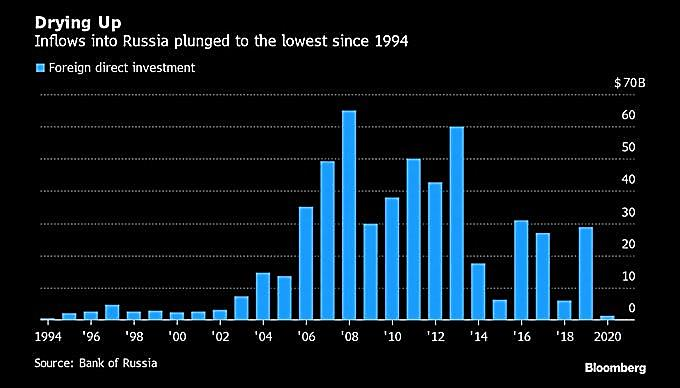 Drying Up
Inflows into Russia plunged to the lowest since 1994
Foreign direct investment
$70B
60
50
40
30
20
10
0
1994 '96 '98 '00 '02 '04 '06 '08 '10 '12 '14 '16 '18 2020
Source: Bank of Russia
Bloomberg